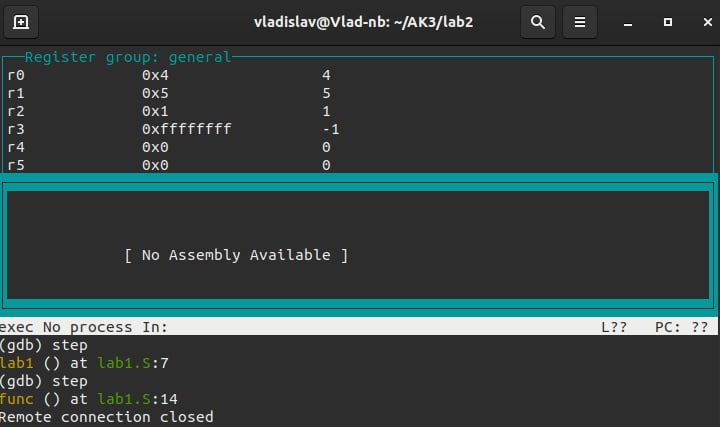 vladislav@Vlad-nb: ~/AK3/lab2
Register group: general
r0 0x4 4
r1 0x5 5
r2 0x1 1
r3 0xffffffff -1
r4 0x0 0
r5 0x0 0
[ No Assembly Available ]
exec No process In: L?? PC: ??
(gdb) step
lab1 () at lab1.S:7
(gdb) step
func () at lab1.S:14
Remote connection closed